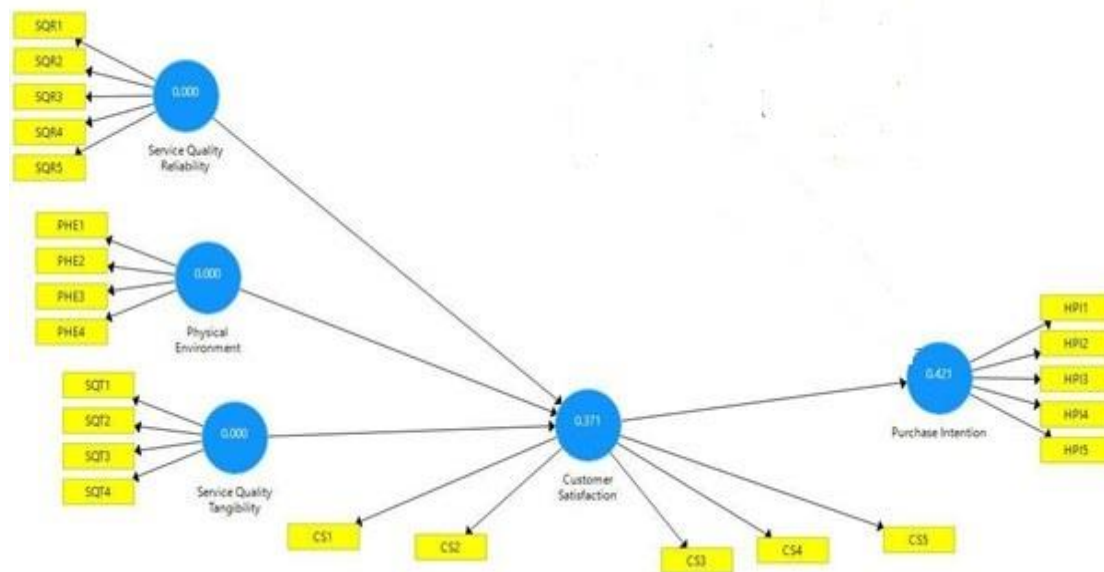 SQR1
SQR2
SQR3
SQR4
SQR5
0.000
Service Quality
Reliability
PHE1
PHE2
PHE3
PHE4
0.000
Physical
Environment
SQT1
SQT2
SQT3
SQT4
0.000
Service Quality
Tangibility
0.371
Customer
Satisfaction
CS1
CS2
CS3
CS4
CS5
0.421
Purchase Intention
HPI1
HPI2
HPI3
HPI4
HPI5